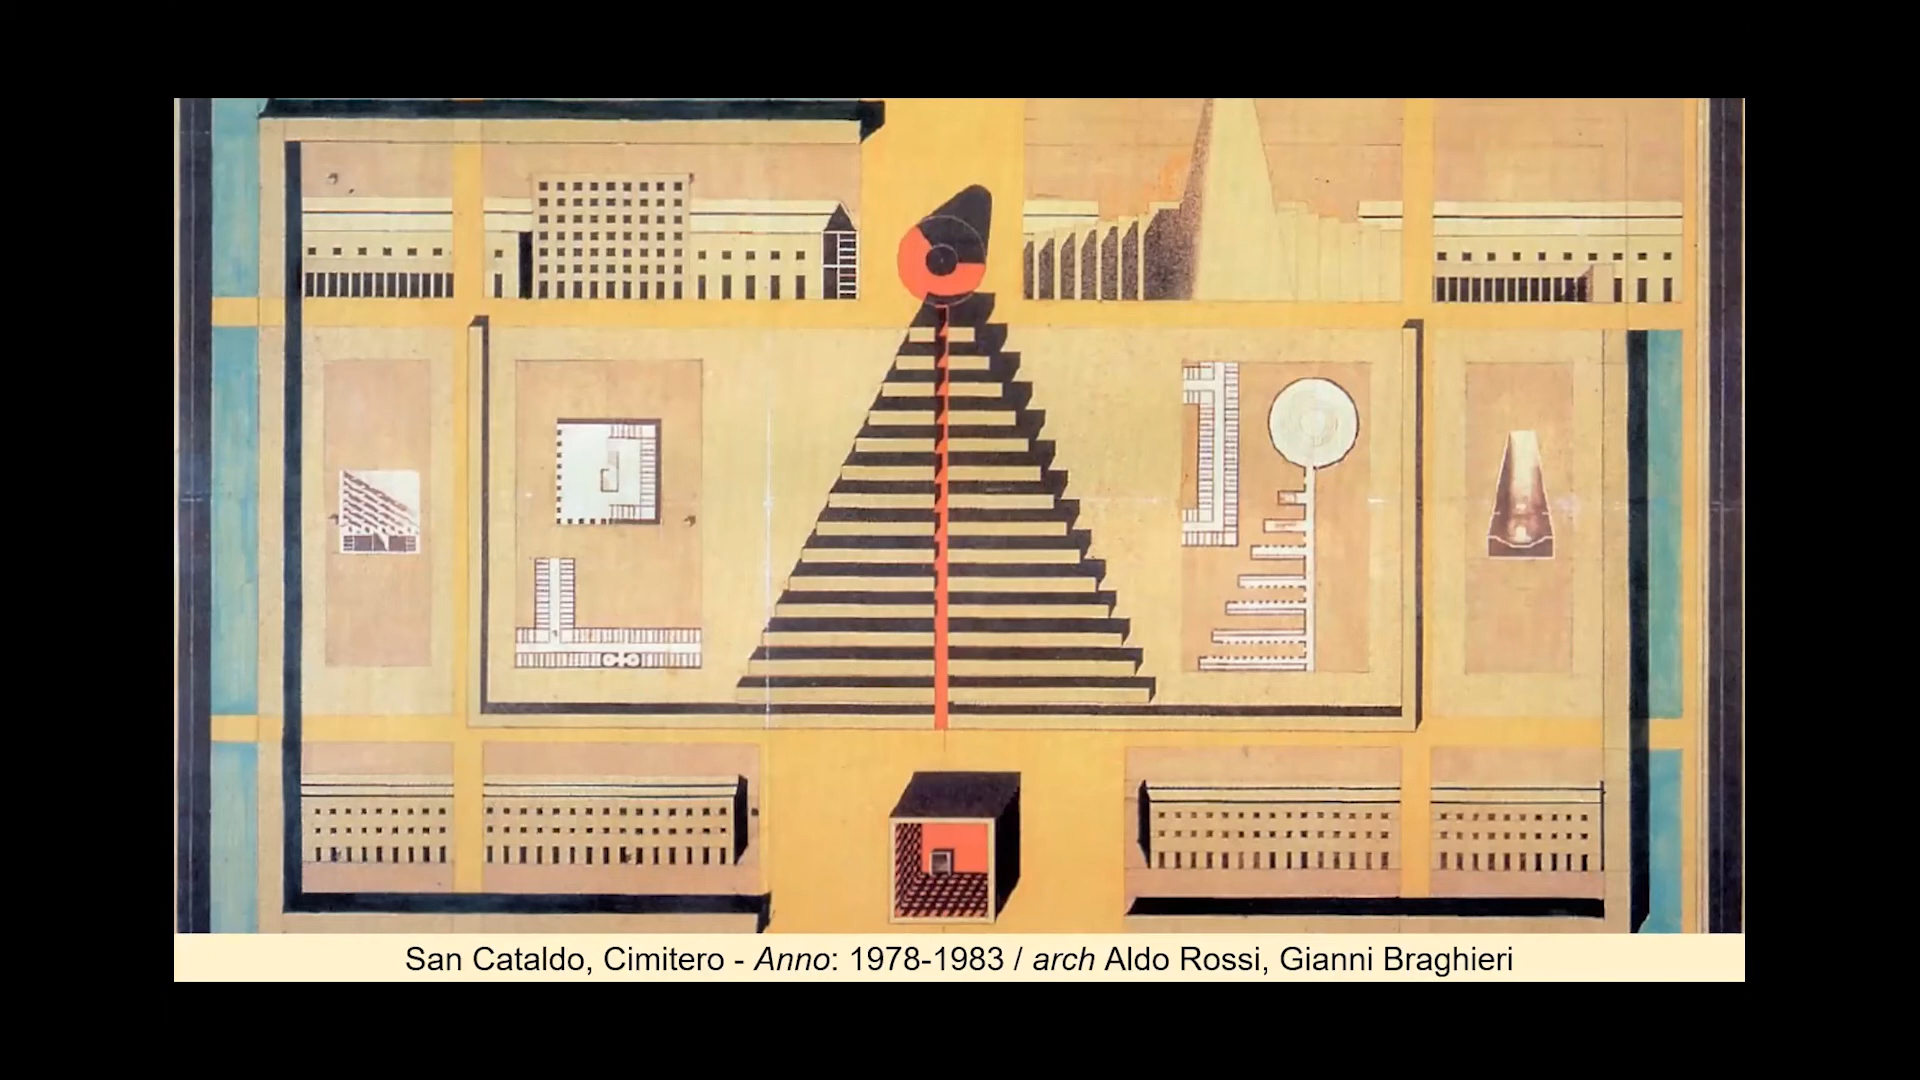 San Cataldo, Cimitero - Anno: 1978-1983 / arch Aldo Rossi, Gianni Braghieri